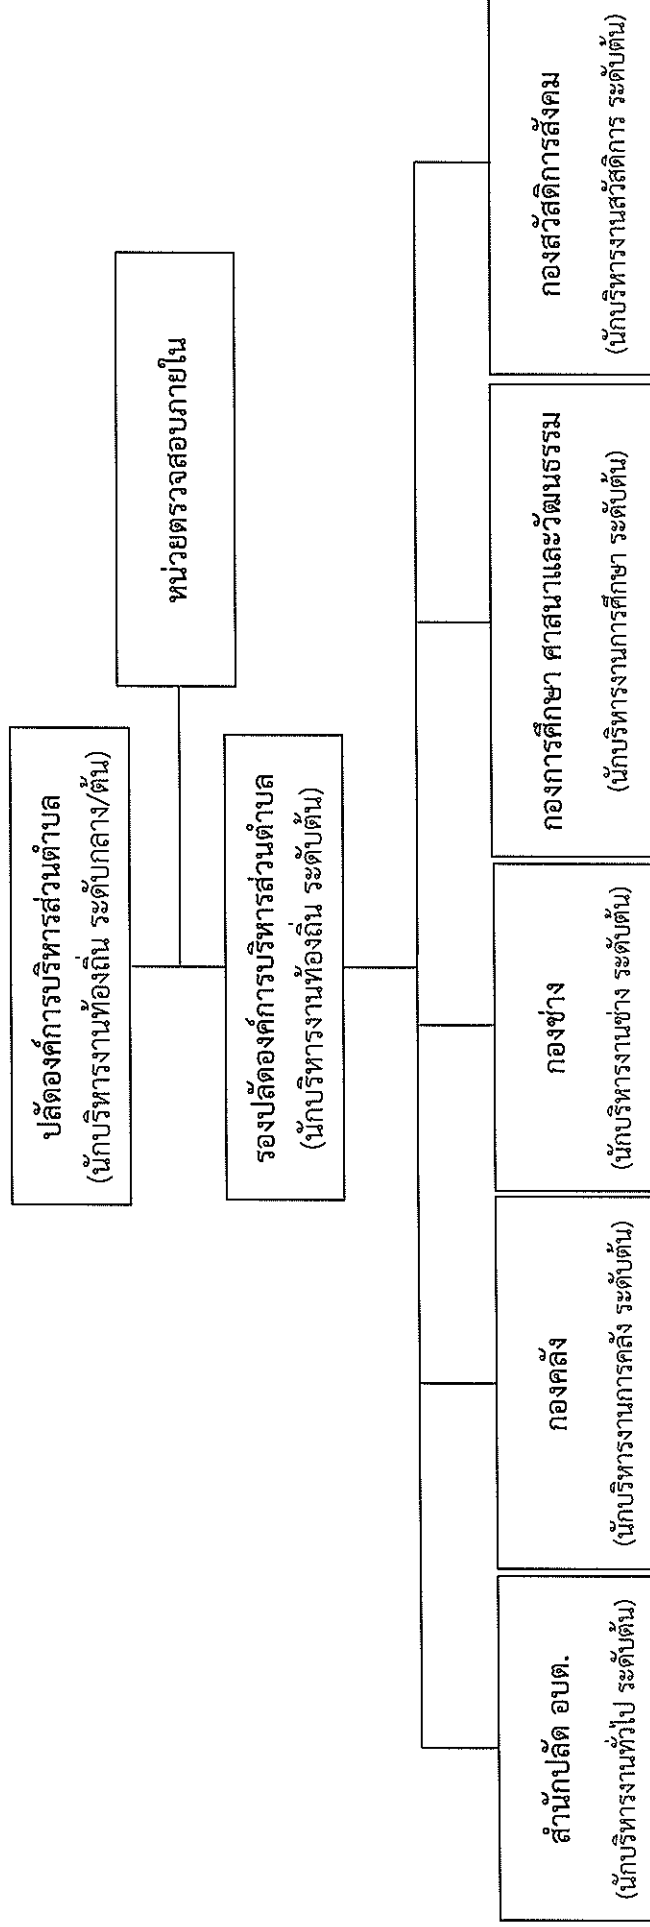 ปลัดองค์การบริหารส่วนตำบล
(นักบริหารงานท้องถิ่น ระดับกลาง/ต้น)
หน่วยตรวจสอบภายใน
รองปลัดองค์การบริหารส่วนตำบล
(นักบริหารงานท้องถิ่น ระดับต้น)
สำนักปลัด อบต.
(นักบริหารงานทั่วไป ระดับต้น)
กองคลัง
(นักบริหารงานการคลัง ระดับต้น)
กองช่าง
(นักบริหารงานช่าง ระดับต้น)
กองการศึกษา ศาสนาและวัฒนธรรม
(นักบริหารงานการศึกษา ระดับต้น)
กองสวัสดิการสังคม
(นักบริหารงานสวัสดิการ ระดับต้น)